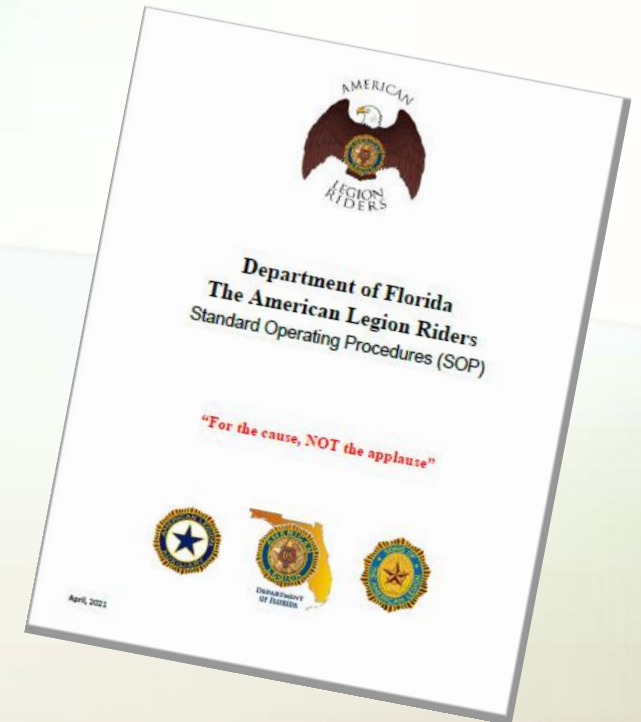 AMERICAN
LEGION
RIDERS
Department of Florida
The American Legion Riders
Standard Operating Procedures (SOP)
“For the cause, NOT the applause”
DEPARTMENT
OF FLORIDA
April, 2021